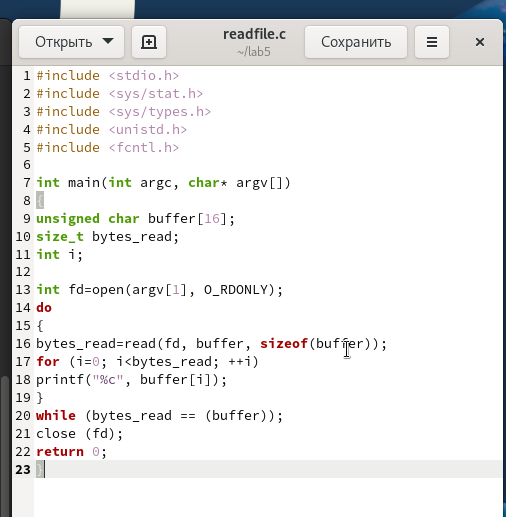 Открыть
readfile.c
~/lab5
Сохранить
1 #include <stdio.h>
2 #include <sys/stat.h>
3 #include <sys/types.h>
4 #include <unistd.h>
5 #include <fcntl.h>
6
7 int main(int argc, char* argv[])
8 {
9 unsigned char buffer[16];
10 size_t bytes_read;
11 int i;
12
13 int fd=open(argv[1], O_RDONLY);
14 do
15 {
16 bytes_read=read(fd, buffer, sizeof(buffer));
17 for (i=0; i<bytes_read; ++i)
18 printf("%c", buffer[i]);
19 }
20 while (bytes_read == (buffer));
21 close (fd);
22 return 0;
23 }